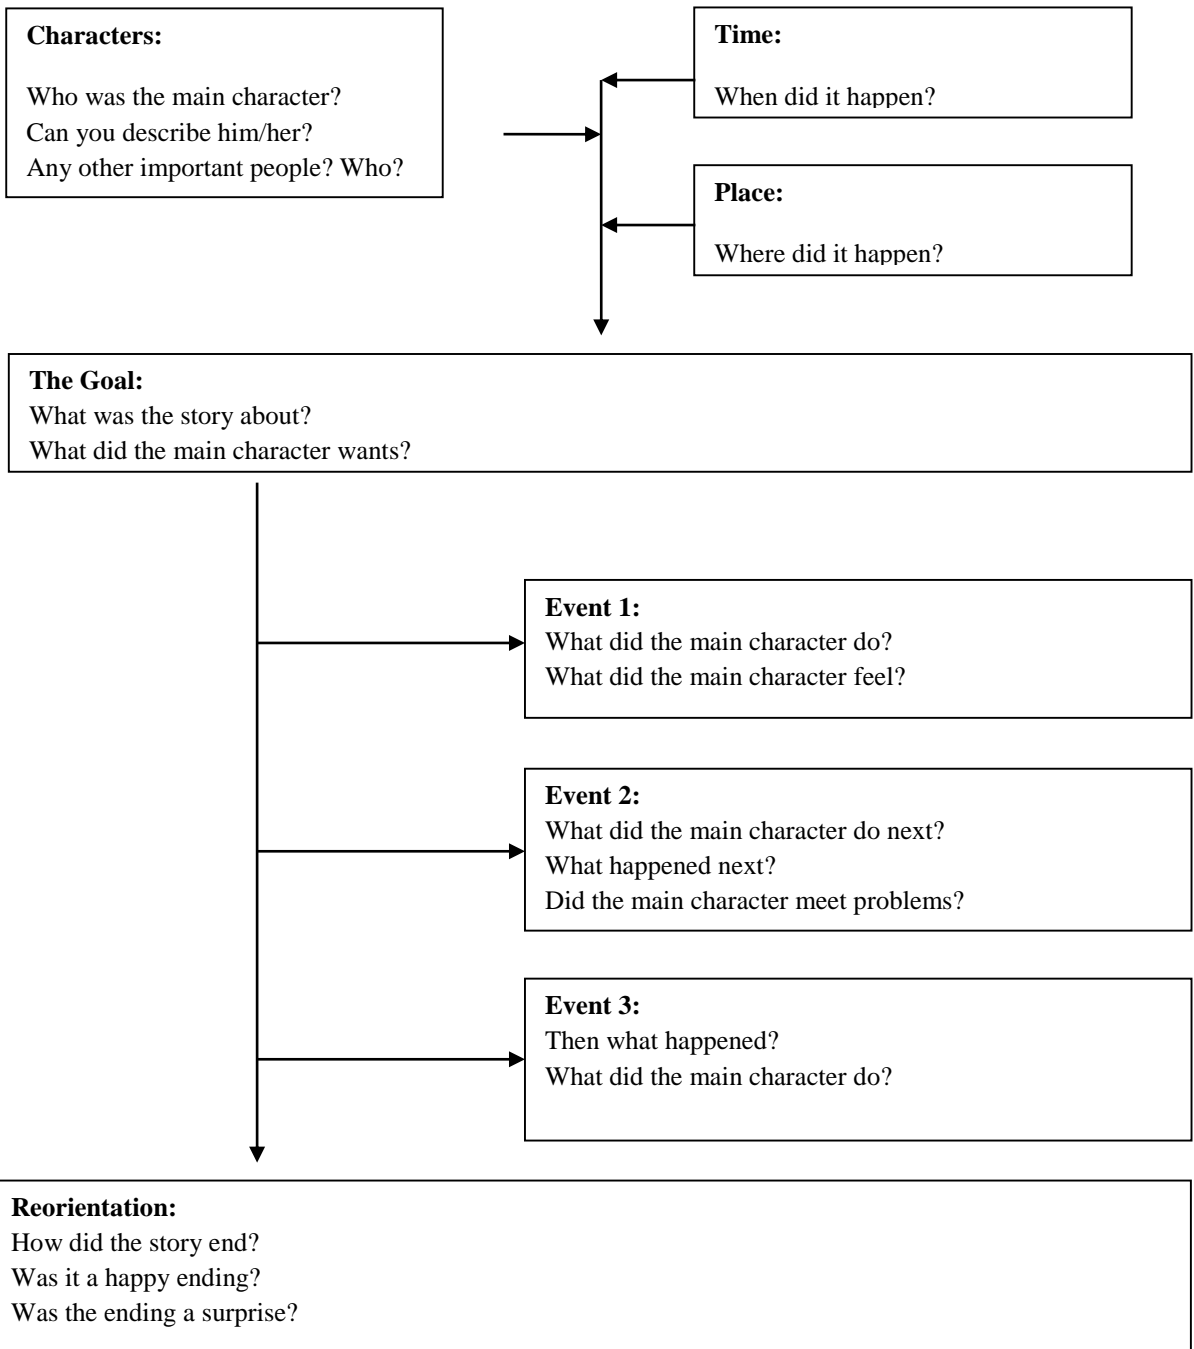 Characters:
Who was the main character?
Can you describe him/her?
Any other important people? Who?
Time:
When did it happen?
Place:
Where did it happen?
The Goal:
What was the story about?
What did the main character wants?
Event 1:
What did the main character do?
What did the main character feel?
Event 2:
What did the main character do next?
What happened next?
Did the main character meet problems?
Event 3:
Then what happened?
What did the main character do?
Reorientation:
How did the story end?
Was it a happy ending?
Was the ending a surprise?